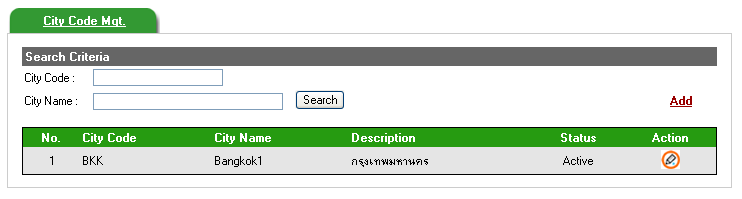 City Code Mgt.
Search Criteria
City Code :
City Name : Search Add
No. City Code City Name Description Status Action
1 BKK Bangkok1 กรุงเทพมหานคร Active